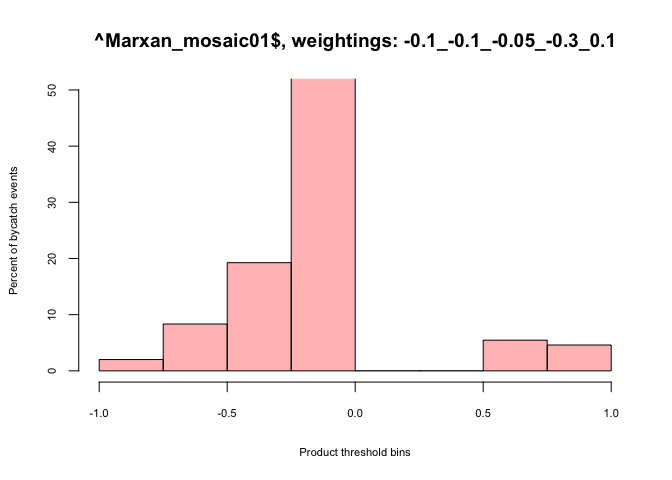 ^Marxan_mosaic01$, weightings: -0.1_-0.1_-0.05_-0.3_0.1
50
40
30
20
10
0
Percent of bycatch events
-1.0 -0.5 0.0 0.5 1.0
Product threshold bins